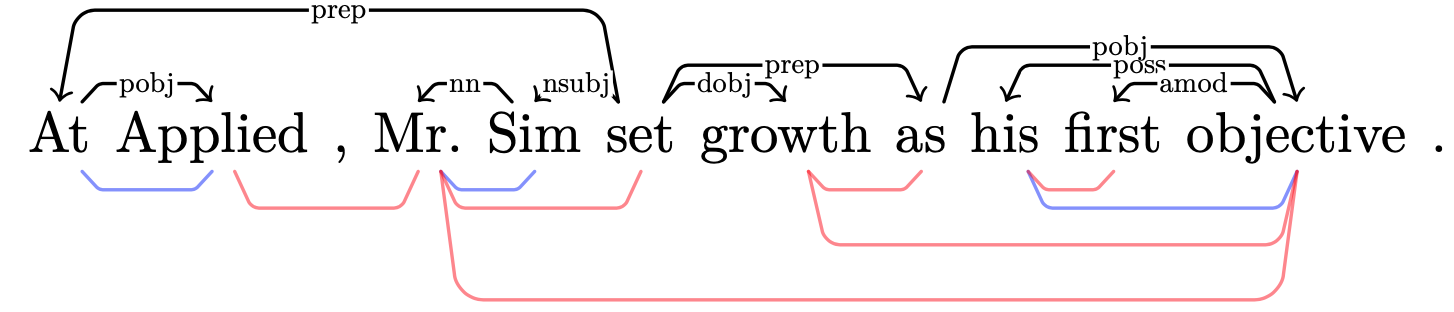 prep
pobj
prep
poss
pobj nn nsubj dobj amod
At Applied , Mr. Sim set growth as his first objective .